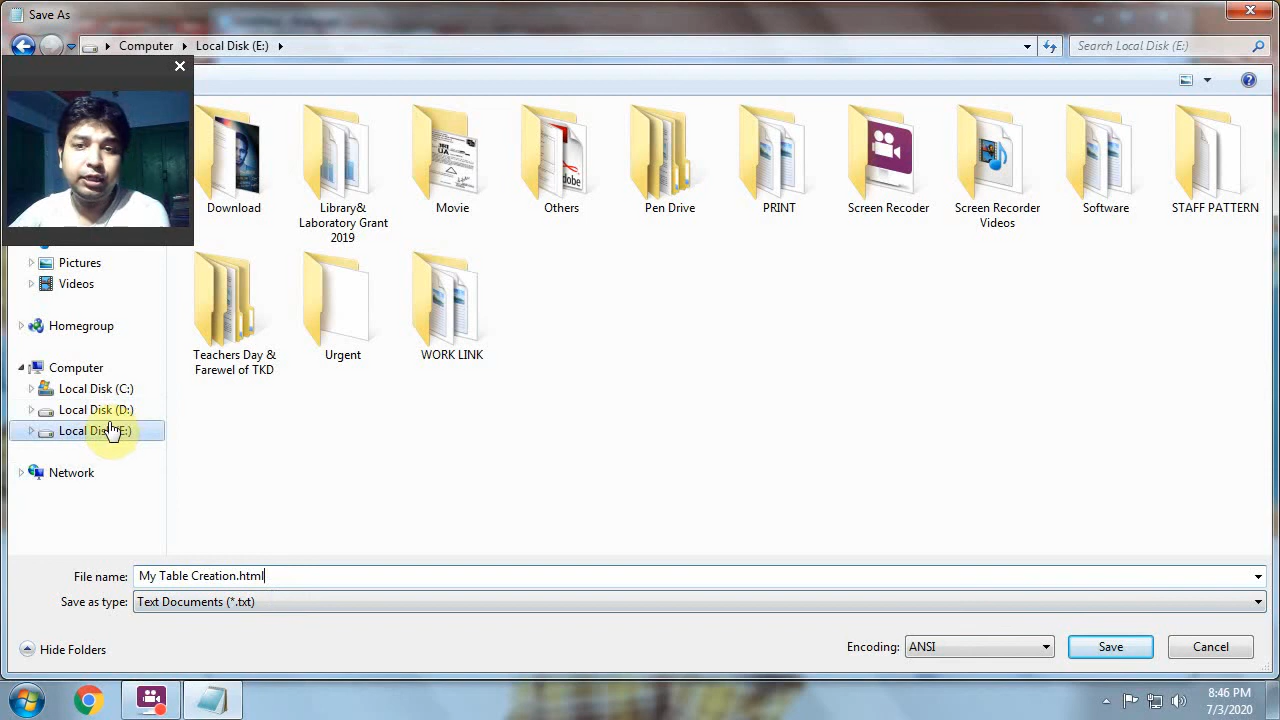 Save As
Computer
Local Disk (E:)
Search Local Disk (E:)
Download
Library&
Laboratory Grant
2019
Movie
Others
Pen Drive
PRINT
Screen Recoder
Screen Recorder
Videos
Software
STAFF PATTERN
Teachers Day &
Farewel of TKD
Urgent
WORK LINK
Pictures
Videos
Homegroup
Computer
Local Disk (C:)
Local Disk (D:)
Local Disk (E:)
Network
File name: My Table Creation.html
Save as type: Text Documents (*.txt)
Hide Folders
Encoding: ANSI
Save
Cancel
8:46 PM
7/3/2020